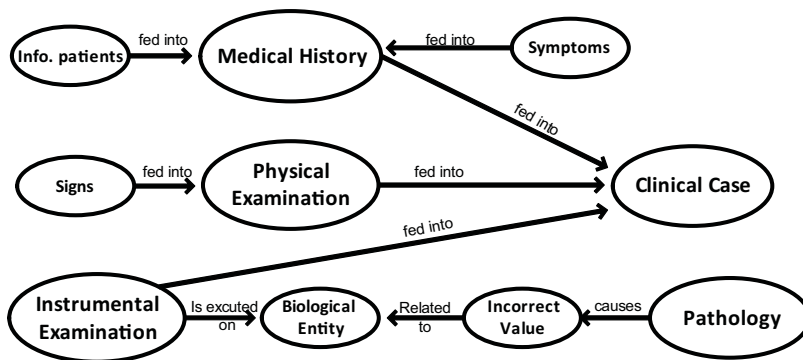 fed into
fed into
Info. patients
Medical History
Symptoms
fed into
Signs
fed into
Physical
Examination
fed into
Clinical Case
fed into
Instrumental
Examination
Is excuted
on
Biological
Entity
Related
to
Incorrect
Value
causes
Pathology